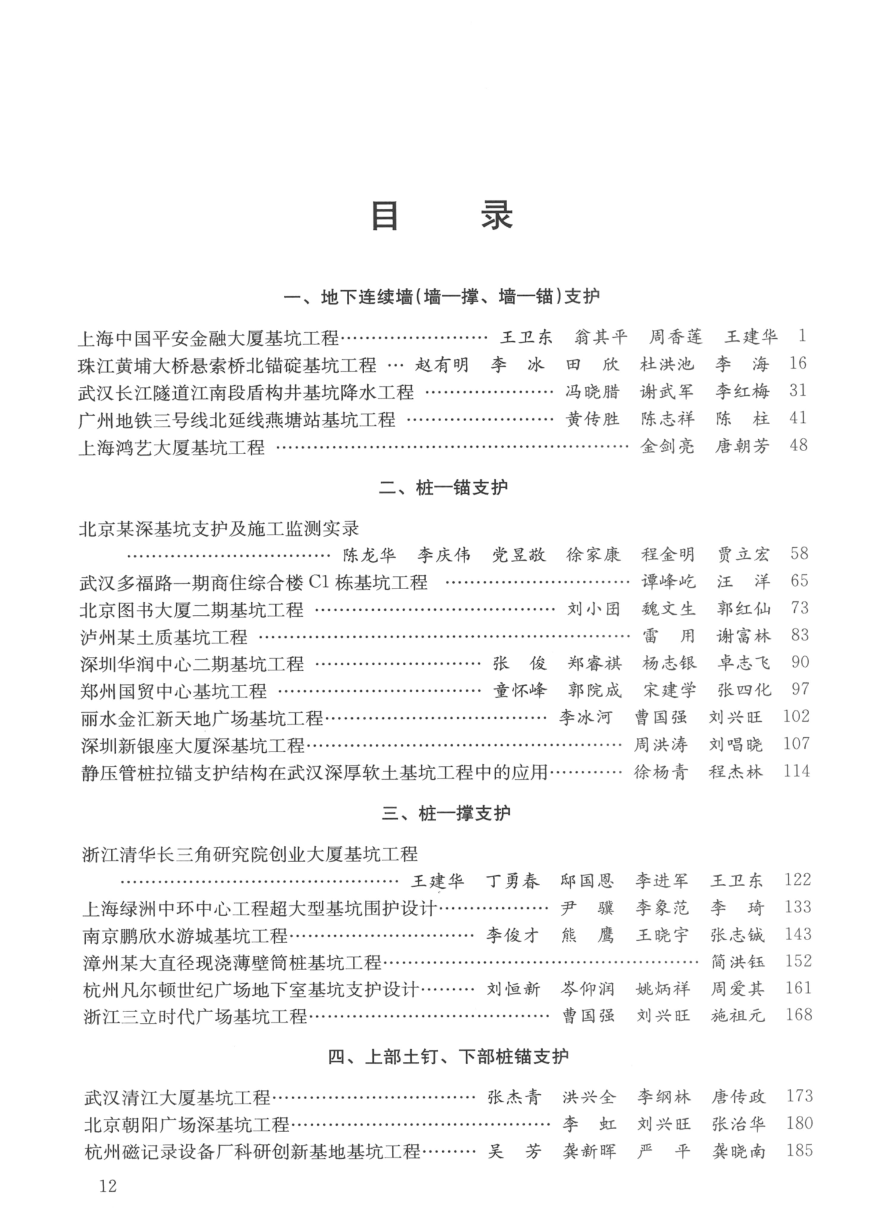 目 录
一、地下连续墙(墙—撑、墙—锚)支护
上海中国平安金融大厦基坑工程…………………… 王卫东 翁其平 周香莲 王建华 1
珠江黄埔大桥悬索桥北锚碇基坑工程 … 赵有明 李 冰 田 欣 杜洪池 李 海 16
武汉长江隧道江南段盾构井基坑降水工程 ………………… 冯晓腊 谢武军 李红梅 31
广州地铁三号线北延线燕塘站基坑工程 …………………… 黄传胜 陈志祥 陈 柱 41
上海鸿艺大厦基坑工程 ………………………………………………… 金剑亮 唐朝芳 48
二、桩—锚支护
北京某深基坑支护及施工监测实录
…………………………… 陈龙华 李庆伟 党昱敬 徐家康 程金明 贾立宏 58
武汉多福路一期商住综合楼 C1 栋基坑工程 ………………………… 谭峰屹 汪 洋 65
北京图书大厦二期基坑工程 ………………………………… 刘小团 魏文生 郭红仙 73
泸州某土质基坑工程 …………………………………………………… 雷 用 谢富林 83
深圳华润中心二期基坑工程 ……………………… 张 俊 郑睿祺 杨志银 卓志飞 90
郑州国贸中心基坑工程 …………………………… 童怀峰 郭院成 宋建学 张四化 97
丽水金汇新天地广场基坑工程……………………………… 李冰河 曹国强 刘兴旺 102
深圳新银座大厦深基坑工程…………………………………………… 周洪涛 刘唱晓 107
静压管桩拉锚支护结构在武汉深厚软土基坑工程中的应用………… 徐杨青 程杰林 114
三、桩—撑支护
浙江清华长三角研究院创业大厦基坑工程
……………………………………… 王建华 丁勇春 邸国恩 李进军 王卫东 122
上海绿洲中环中心工程超大型基坑围护设计……………… 尹 骥 李象范 李 琦 133
南京鹏欣水游城基坑工程………………………… 李俊才 熊 鹰 王晓宇 张志铖 143
漳州某大直径现浇薄壁筒桩基坑工程…………………………………………… 简洪钰 152
杭州凡尔顿世纪广场地下室基坑支护设计……… 刘恒新 岑仰润 姚炳祥 周爱其 161
浙江三立时代广场基坑工程………………………………… 曹国强 刘兴旺 施祖元 168
四、上部土钉、下部桩锚支护
武汉清江大厦基坑工程…………………………… 张杰青 洪兴全 李纲林 唐传政 173
北京朝阳广场深基坑工程…………………………………… 李 虹 刘兴旺 张治华 180
杭州磁记录设备厂科研创新基地基坑工程……… 吴 芳 龚新晖 严 平 龚晓南 185
12